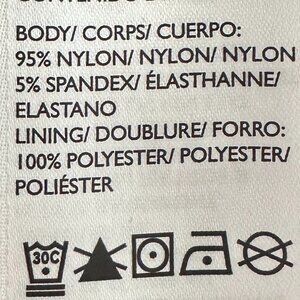 BODY/ CORPS/ CUERPO:
95% NYLON/ NYLON/ NYLON
5% SPANDEX/ ÉLASTHANNE/
ELASTANO
LINING/ DOUBLURE/ FORRO:
100% POLYESTER/ POLYESTER/
POLIÉSTER
30C